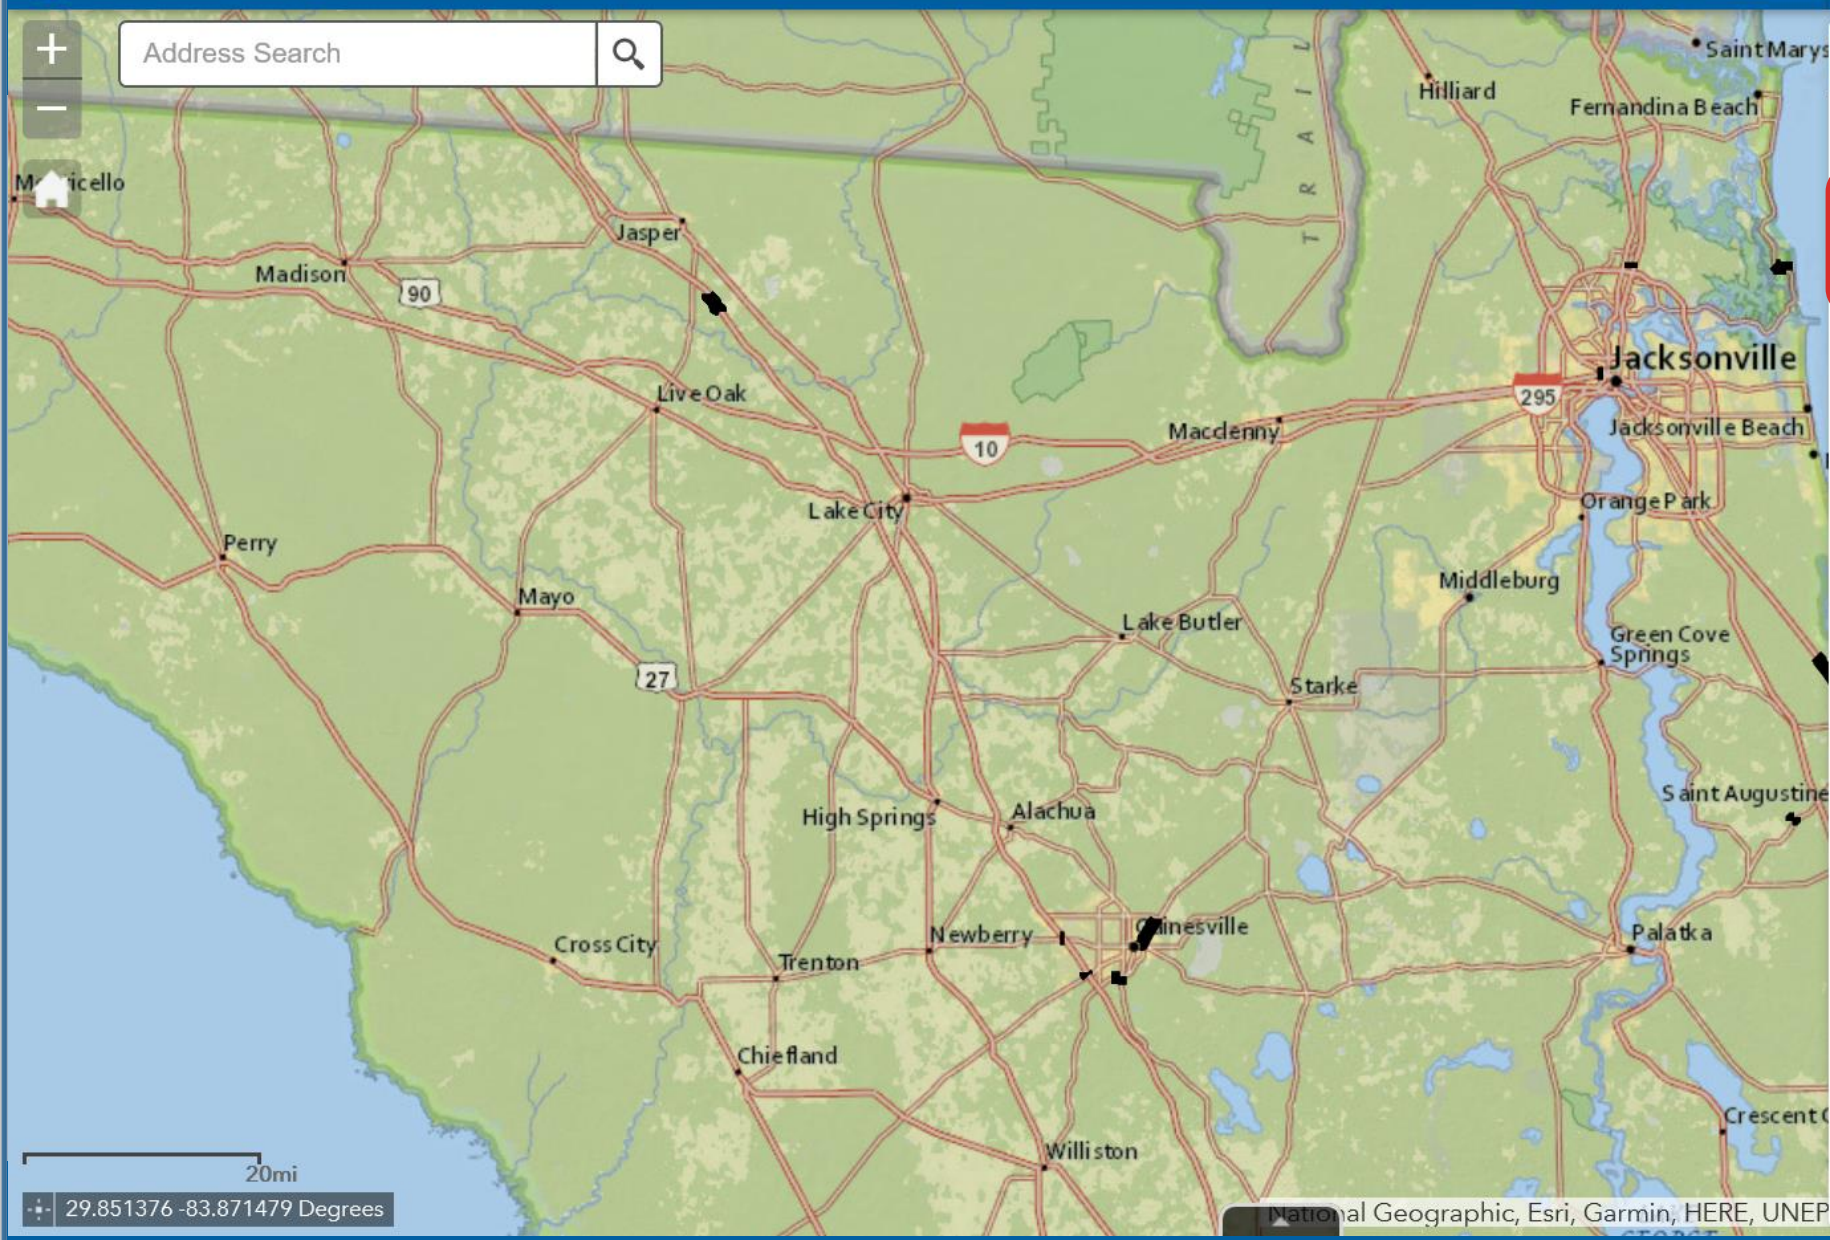 +
Address Search
−
Saint Marys
Hilliard
Fernandina Beach
TRAIL
Jasper
Madison
90
Jacksonville
295
Live Oak
Jacksonville Beach
Macclenny
10
Orange Park
Lake City
Perry
Middleburg
Mayo
Lake Butler
Green Cove
Springs
27
Starke
Saint Augustine
High Springs
Alachua
Gainesville
Palatka
Newberry
Cross City
Trenton
Chiefland
Crescent
Williston
20mi
29.851376 -83.871479 Degrees
National Geographic, Esri, Garmin, HERE, UNEP